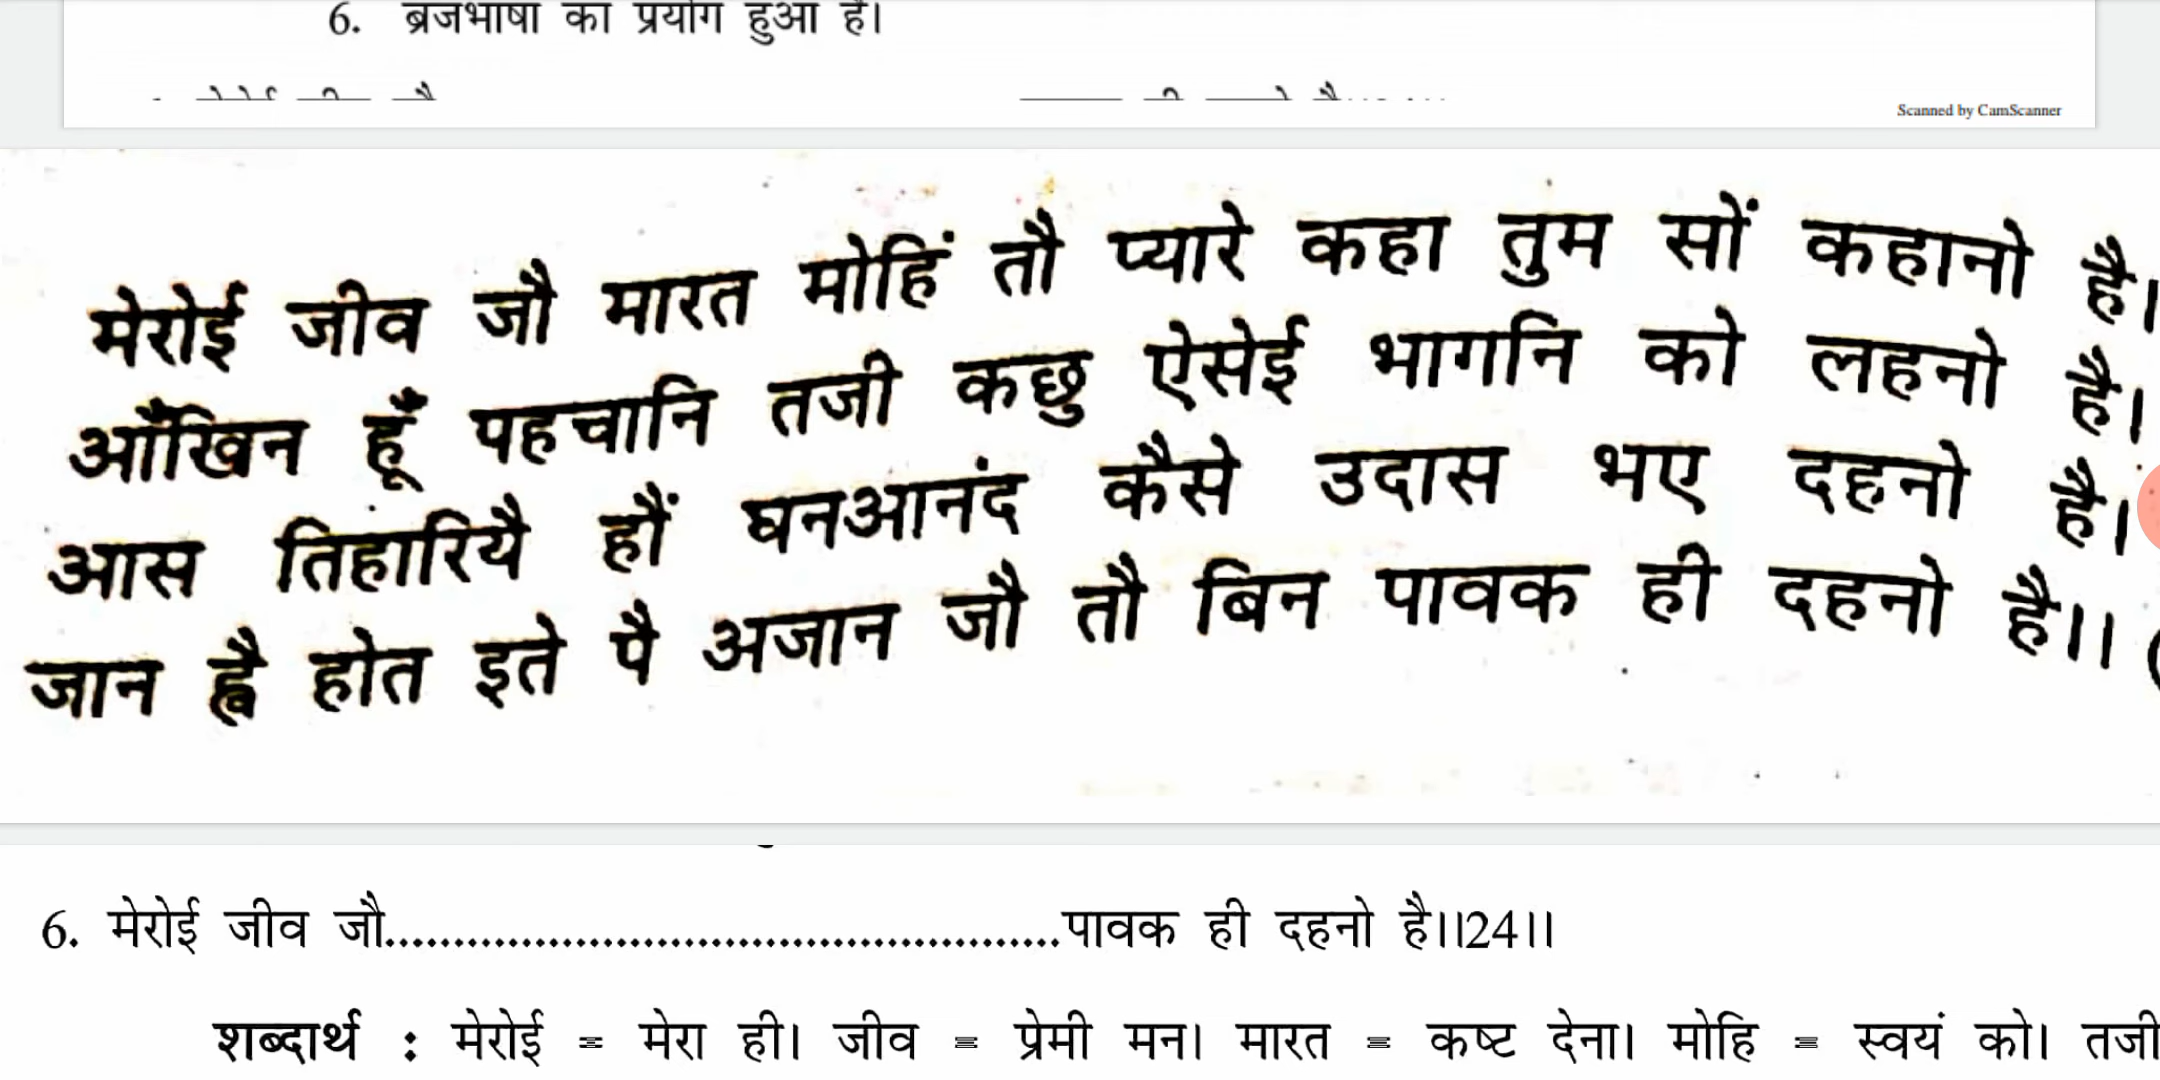 6. ब्रजभाषा का प्रयोग हुआ है।
Scanned by CamScanner
मेरोई जीव जौ मारत मोहिं तौ प्यारे कहा तुम सों कहानो है।
आँखिन हूँ पहचानि तजी कछु ऐसेई भागनि को लहनो है।
आस तिहारियै हौं घनआनंद कैसे उदास भए दहनो है।
जान ह्वै होत इते पै अजान जौ तौ बिन पावक ही दहनो है।।
6. मेरोई जीव जौ.......................................................पावक ही दहनो है।।24।।
शब्दार्थ : मेरोई = मेरा ही। जीव = प्रेमी मन। मारत = कष्ट देना। मोहि = स्वयं को। तजी